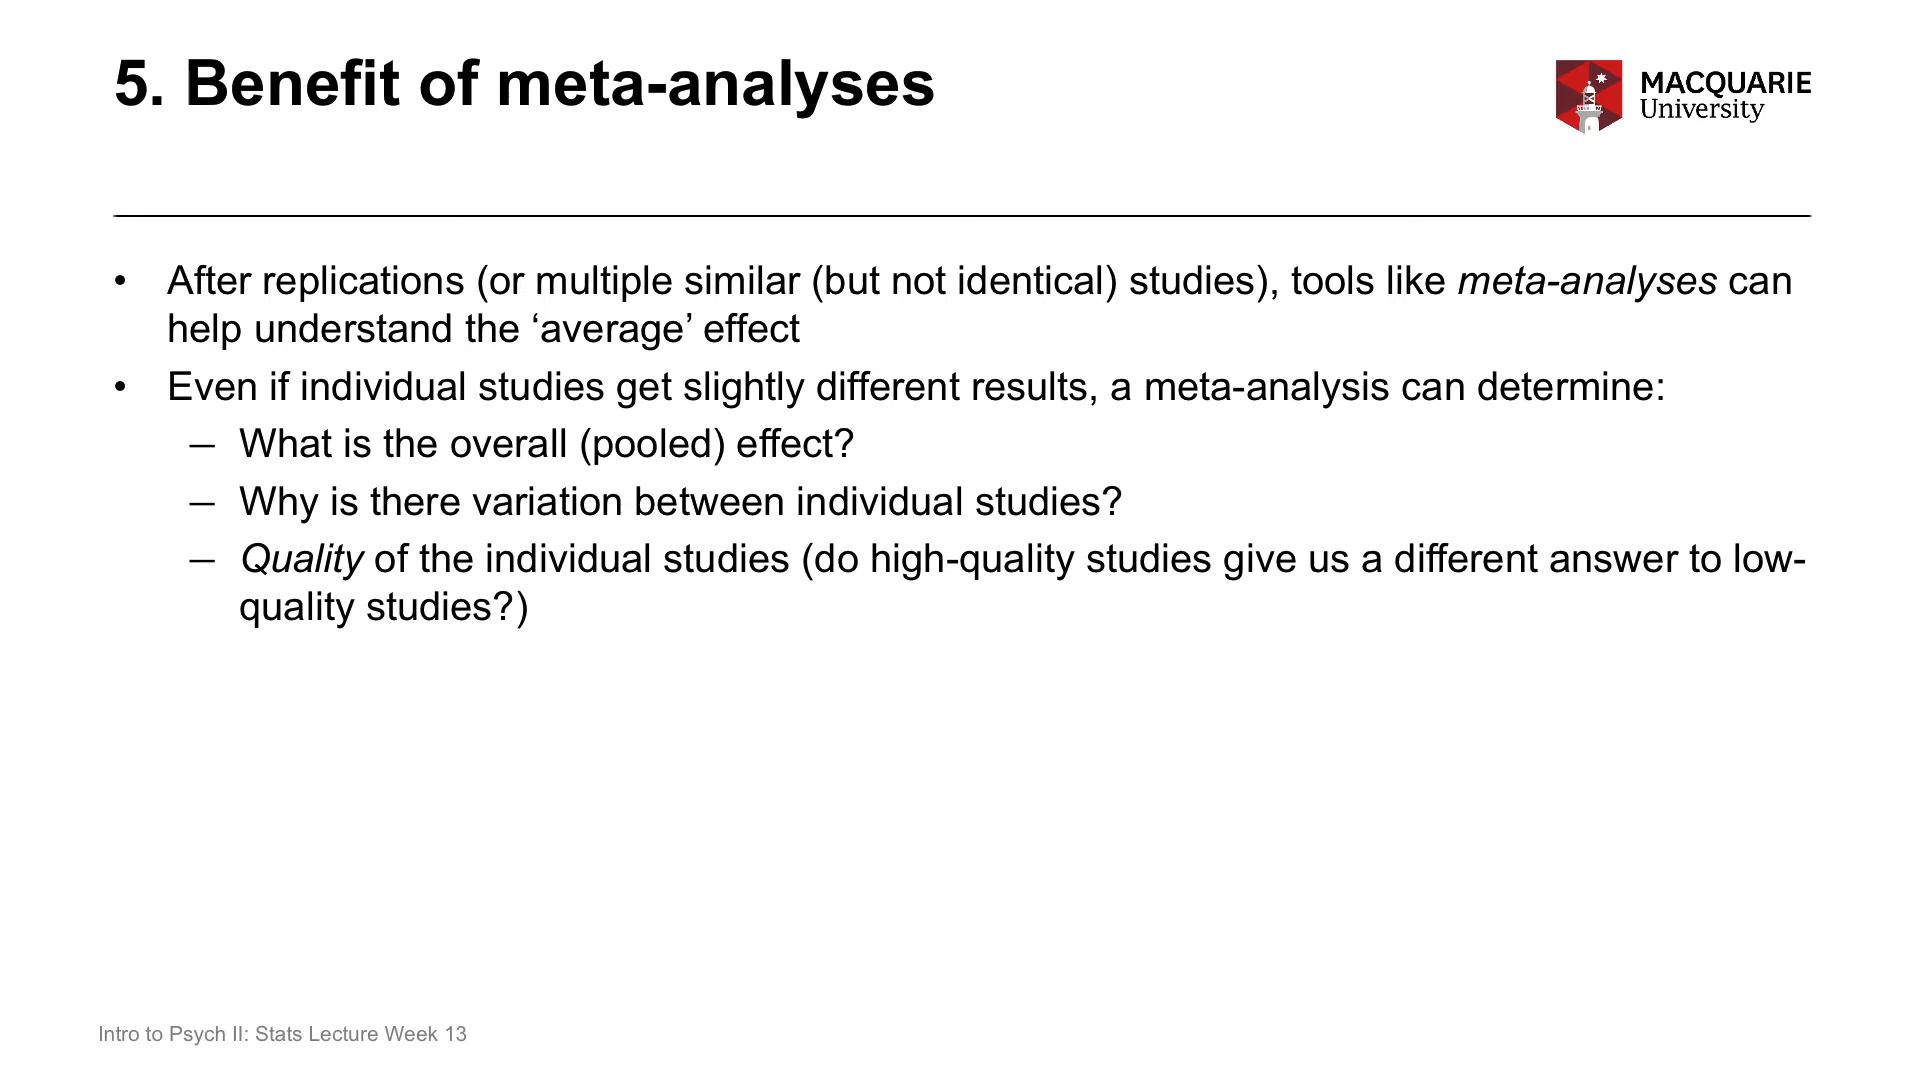 5. Benefit of meta-analyses
MACQUARIE
University
• After replications (or multiple similar (but not identical) studies), tools like meta-analyses can
help understand the ‘average’ effect
• Even if individual studies get slightly different results, a meta-analysis can determine:
— What is the overall (pooled) effect?
— Why is there variation between individual studies?
— Quality of the individual studies (do high-quality studies give us a different answer to low-
quality studies?)
Intro to Psych II: Stats Lecture Week 13